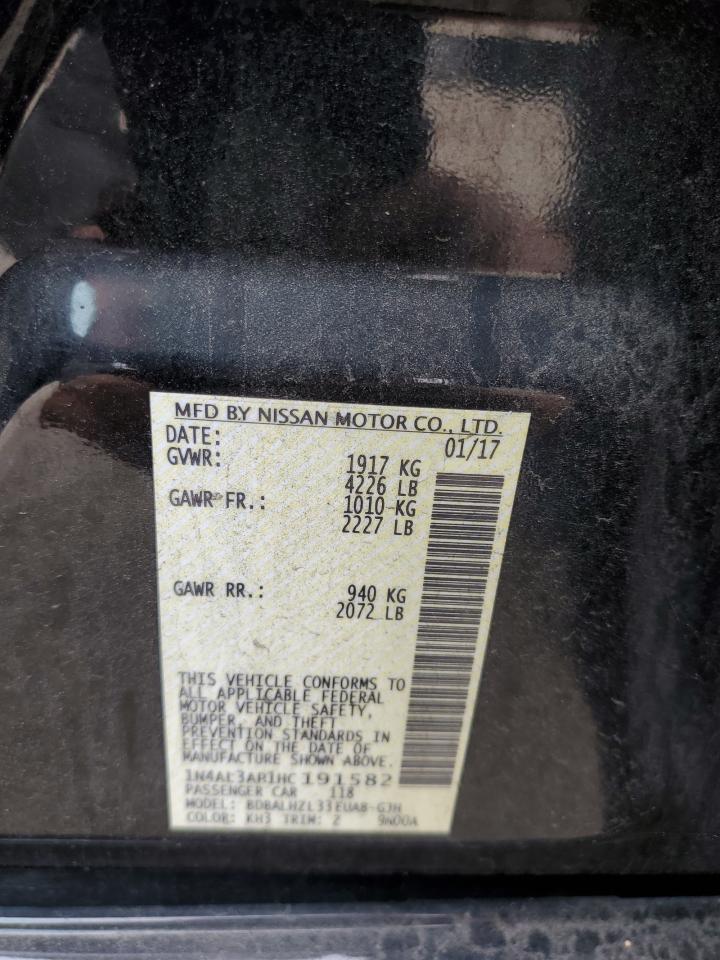 MFD BY NISSAN MOTOR CO., LTD.
DATE: 01/17
GVWR: 1917 KG
4226 LB
GAWR FR.: 1010 KG
2227 LB
GAWR RR.: 940 KG
2072 LB
THIS VEHICLE CONFORMS TO
ALL APPLICABLE FEDERAL
MOTOR VEHICLE SAFETY,
BUMPER, AND THEFT
PREVENTION STANDARDS IN
EFFECT ON THE DATE OF
MANUFACTURE SHOWN ABOVE.
1N4AL3AP1HC191582
PASSENGER CAR 118
MODEL: BDBALHZL33EUA8-GJH
COLOR: KH3 TRIM: Z